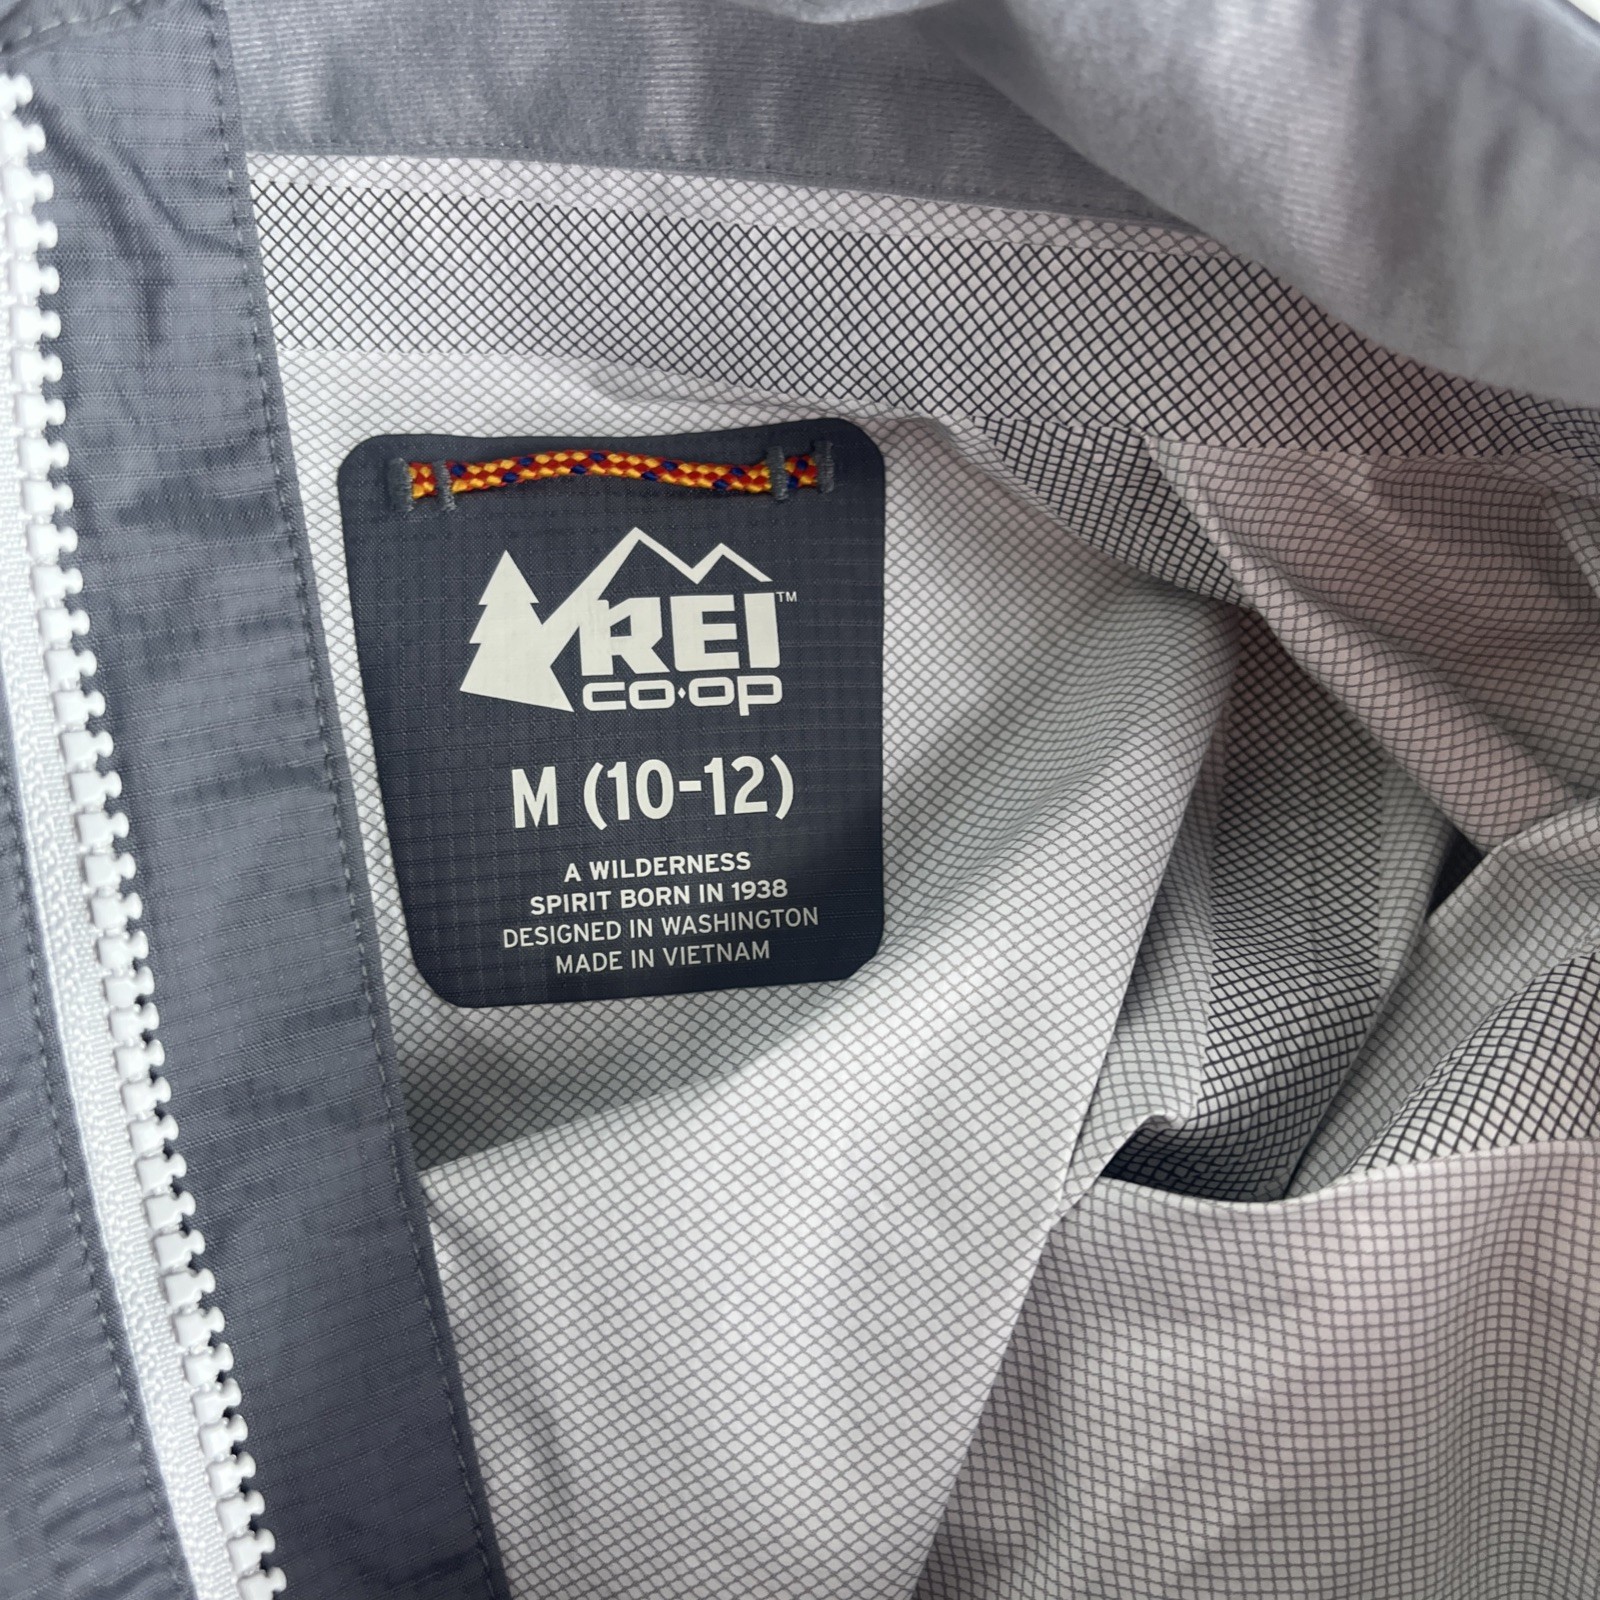 REI™
CO·OP
M (10-12)
A WILDERNESS
SPIRIT BORN IN 1938
DESIGNED IN WASHINGTON
MADE IN VIETNAM